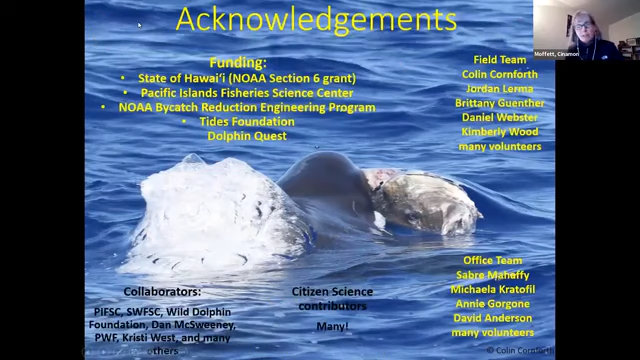 Acknowledgements
Moffett, Cinamon
Funding:
• State of Hawai'i (NOAA Section 6 grant)
• Pacific Islands Fisheries Science Center
• NOAA Bycatch Reduction Engineering Program
• Tides Foundation
Dolphin Quest
Field Team
Colin Cornforth
Jordan Lerma
Brittany Guenther
Daniel Webster
Kimberly Wood
many volunteers
Collaborators:
PIFSC, SWFSC, Wild Dolphin
Foundation, Dan McSweeney,
PWF, Kristi West, and many
others
Citizen Science
contributors
Many!
Office Team
Sabre Mahaffy
Michaela Kratofil
Annie Gorgone
David Anderson
many volunteers
© Colin Cornforth